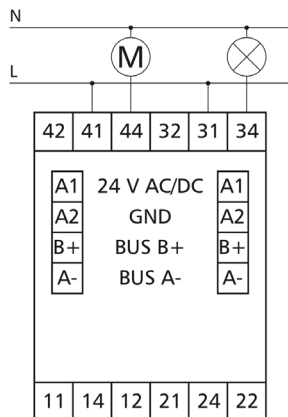 N
M
L
42 41 44 32 31 34
A1 24 V AC/DC A1
A2 GND A2
B+ BUS B+ B+
A- BUS A- A-
11 14 12 21 24 22